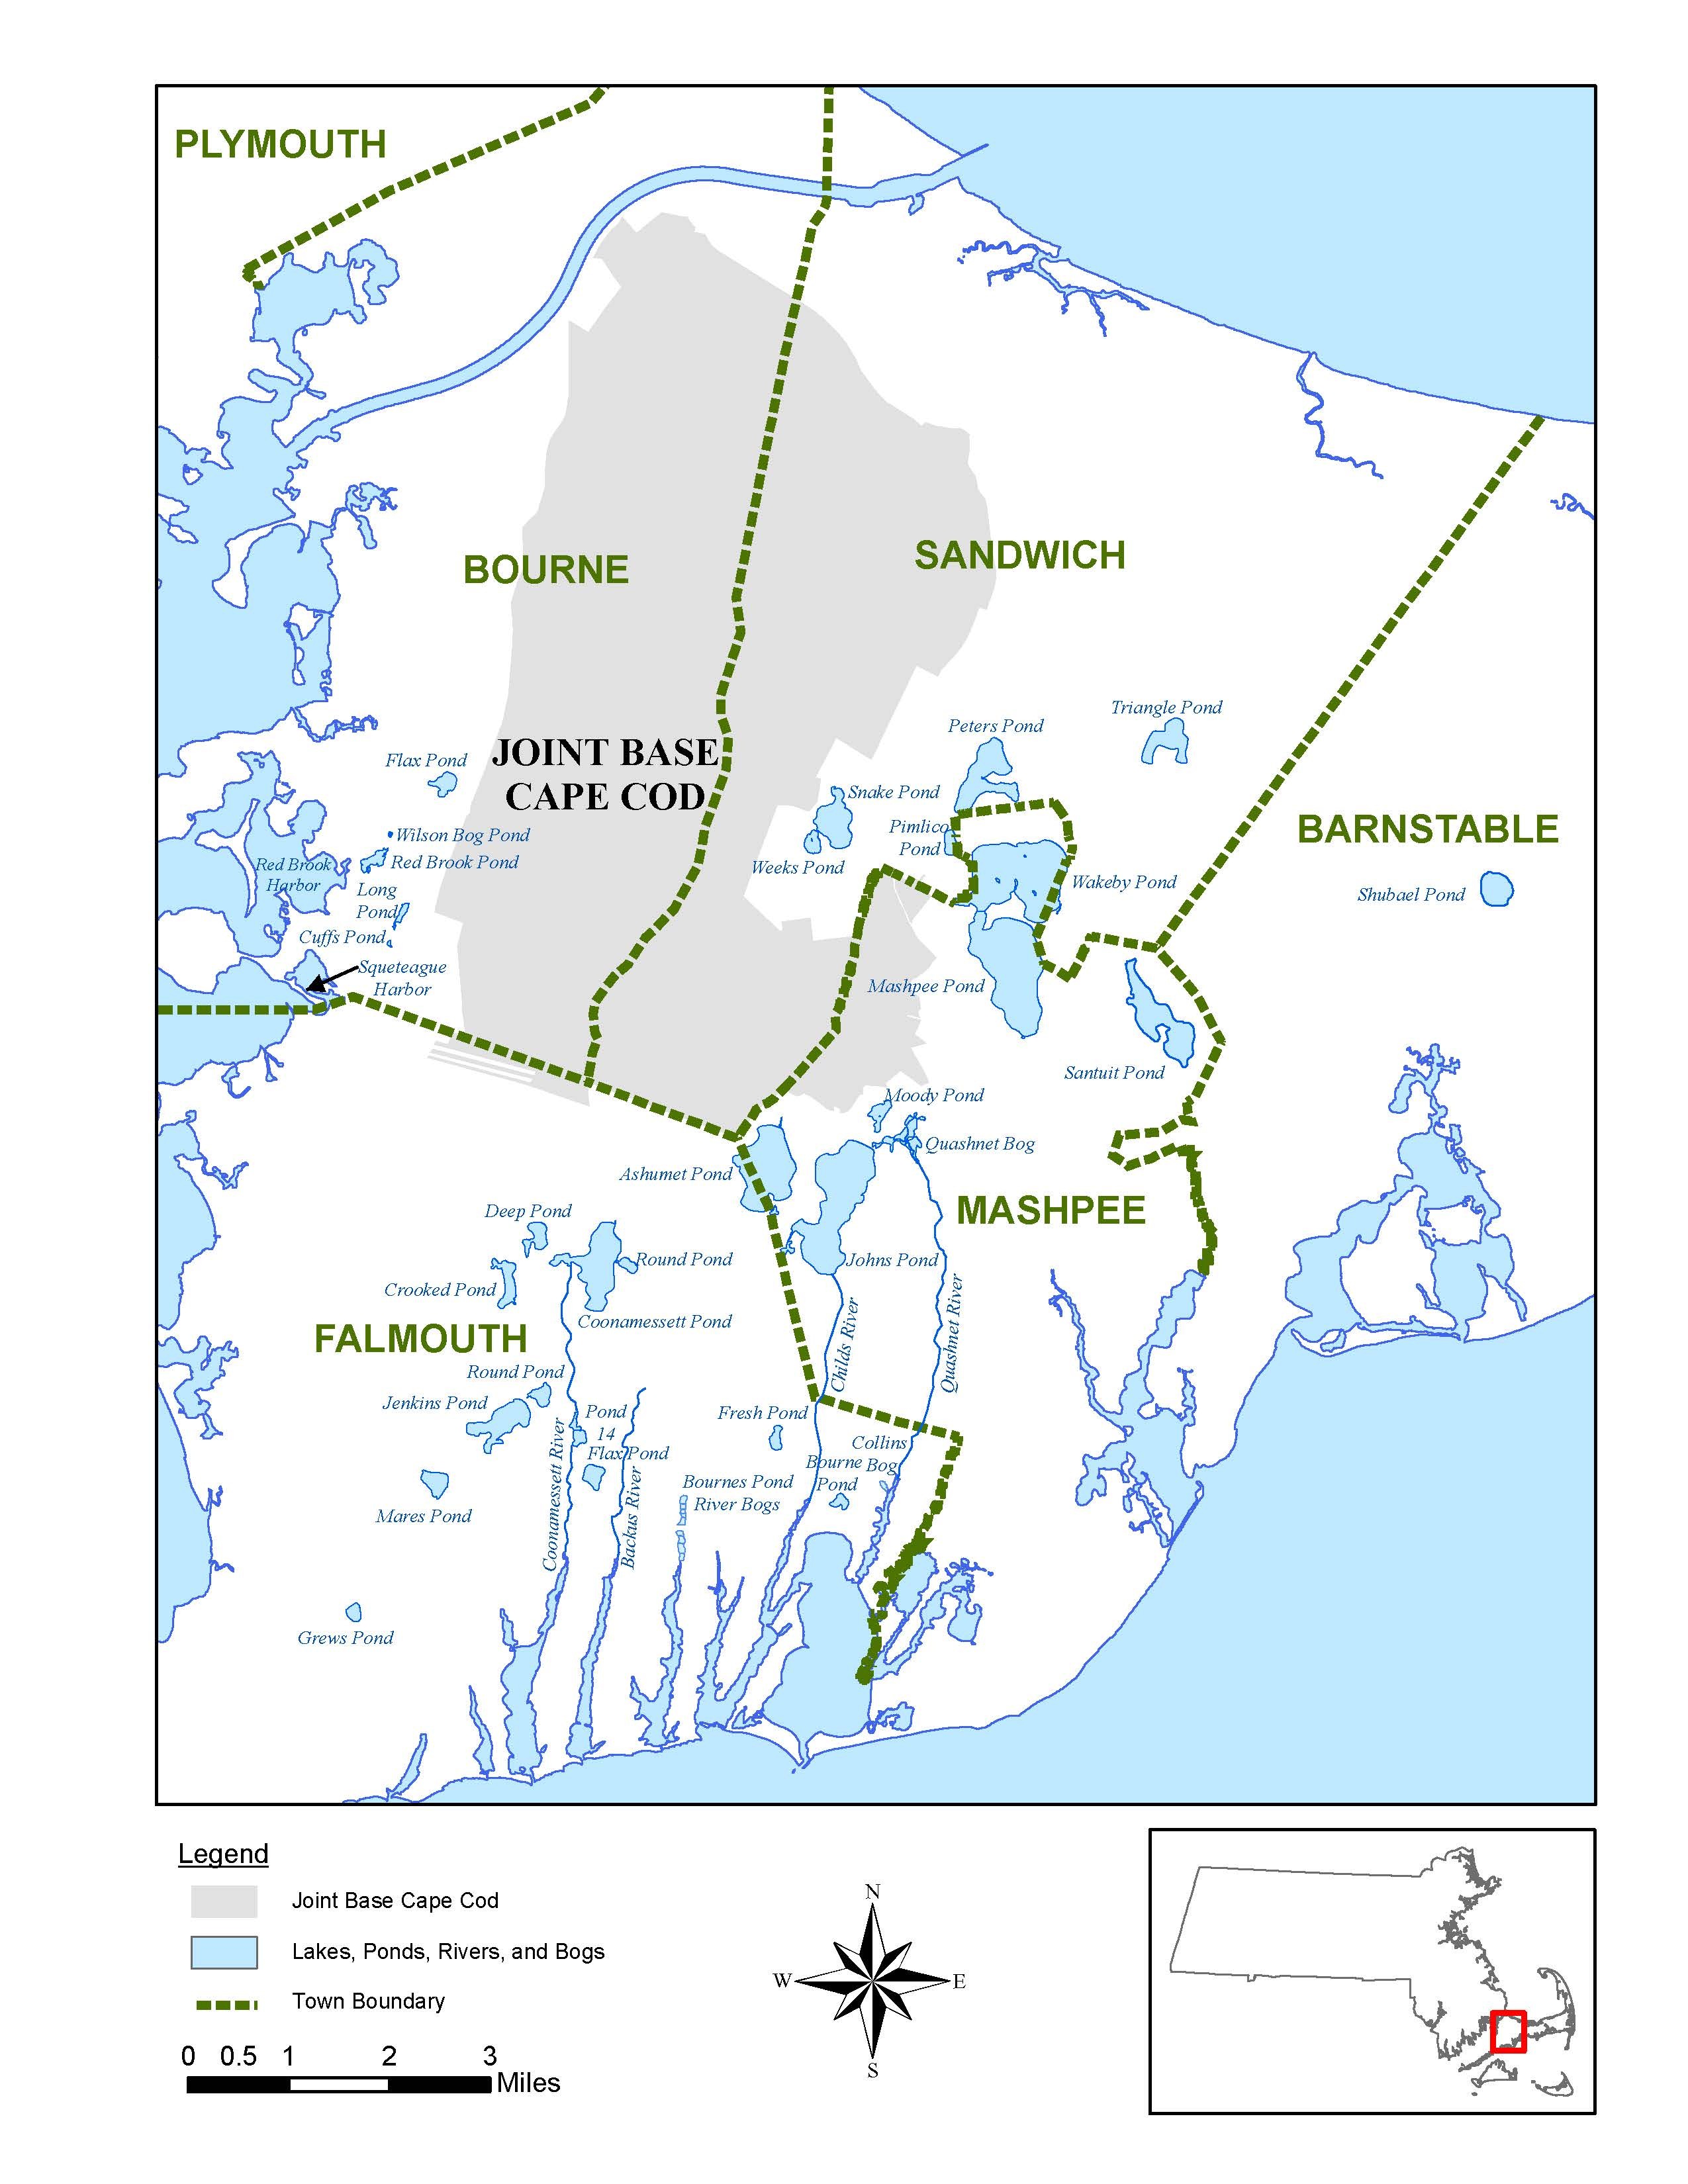 PLYMOUTH
BOURNE
SANDWICH
JOINT BASE
CAPE COD
Triangle Pond
Peters Pond
Flax Pond
Snake Pond
Pimlico
Pond
BARNSTABLE
Wilson Bog Pond
Red Brook Pond
Red Brook
Harbor
Weeks Pond
Wakeby Pond
Shubael Pond
Long
Pond
Cuffs Pond
Squeteague
Harbor
Mashpee Pond
Santuit Pond
Moody Pond
Quashnet Bog
Ashumet Pond
MASHPEE
Deep Pond
Round Pond
Johns Pond
Crooked Pond
Coonamessett Pond
FALMOUTH
Childs River
Quashnet River
Round Pond
Jenkins Pond
Pond
14
Fresh Pond
Flax Pond
Collins
Bog
Bourne
Pond
Bournes Pond
River Bogs
Mares Pond
Coonamessett River
Backus River
Grews Pond
Legend
Joint Base Cape Cod
Lakes, Ponds, Rivers, and Bogs
Town Boundary
0 0.5 1 2 3
Miles
N
W
E
S